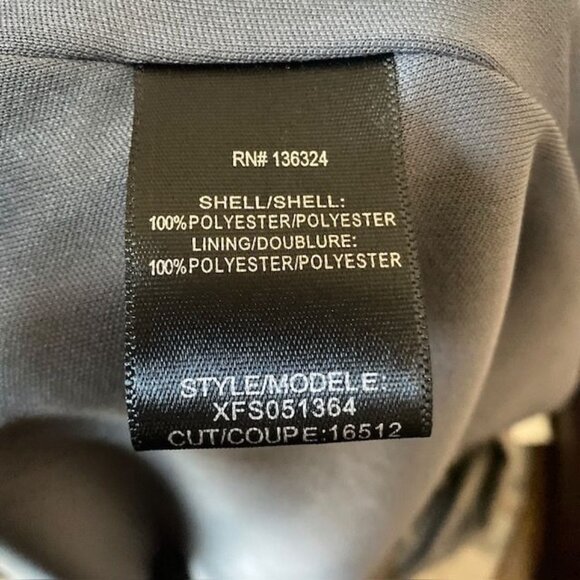 RN# 136324
SHELL/SHELL:
100%POLYESTER/POLYESTER
LINING/DOUBLURE:
100%POLYESTER/POLYESTER
STYLE/MODELE:
XFS051364
CUT/COUPE:16512